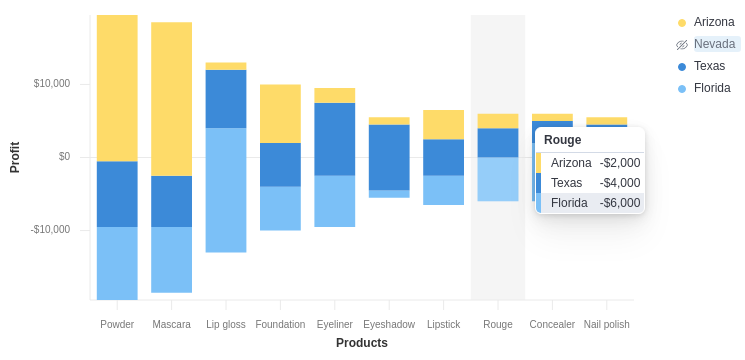 Arizona
Nevada
Texas
Florida
Profit
$10,000
$0
-$10,000
Rouge
Arizona -$2,000
Texas -$4,000
Florida -$6,000
Powder Mascara Lip gloss Foundation Eyeliner Eyeshadow Lipstick Rouge Concealer Nail polish
Products